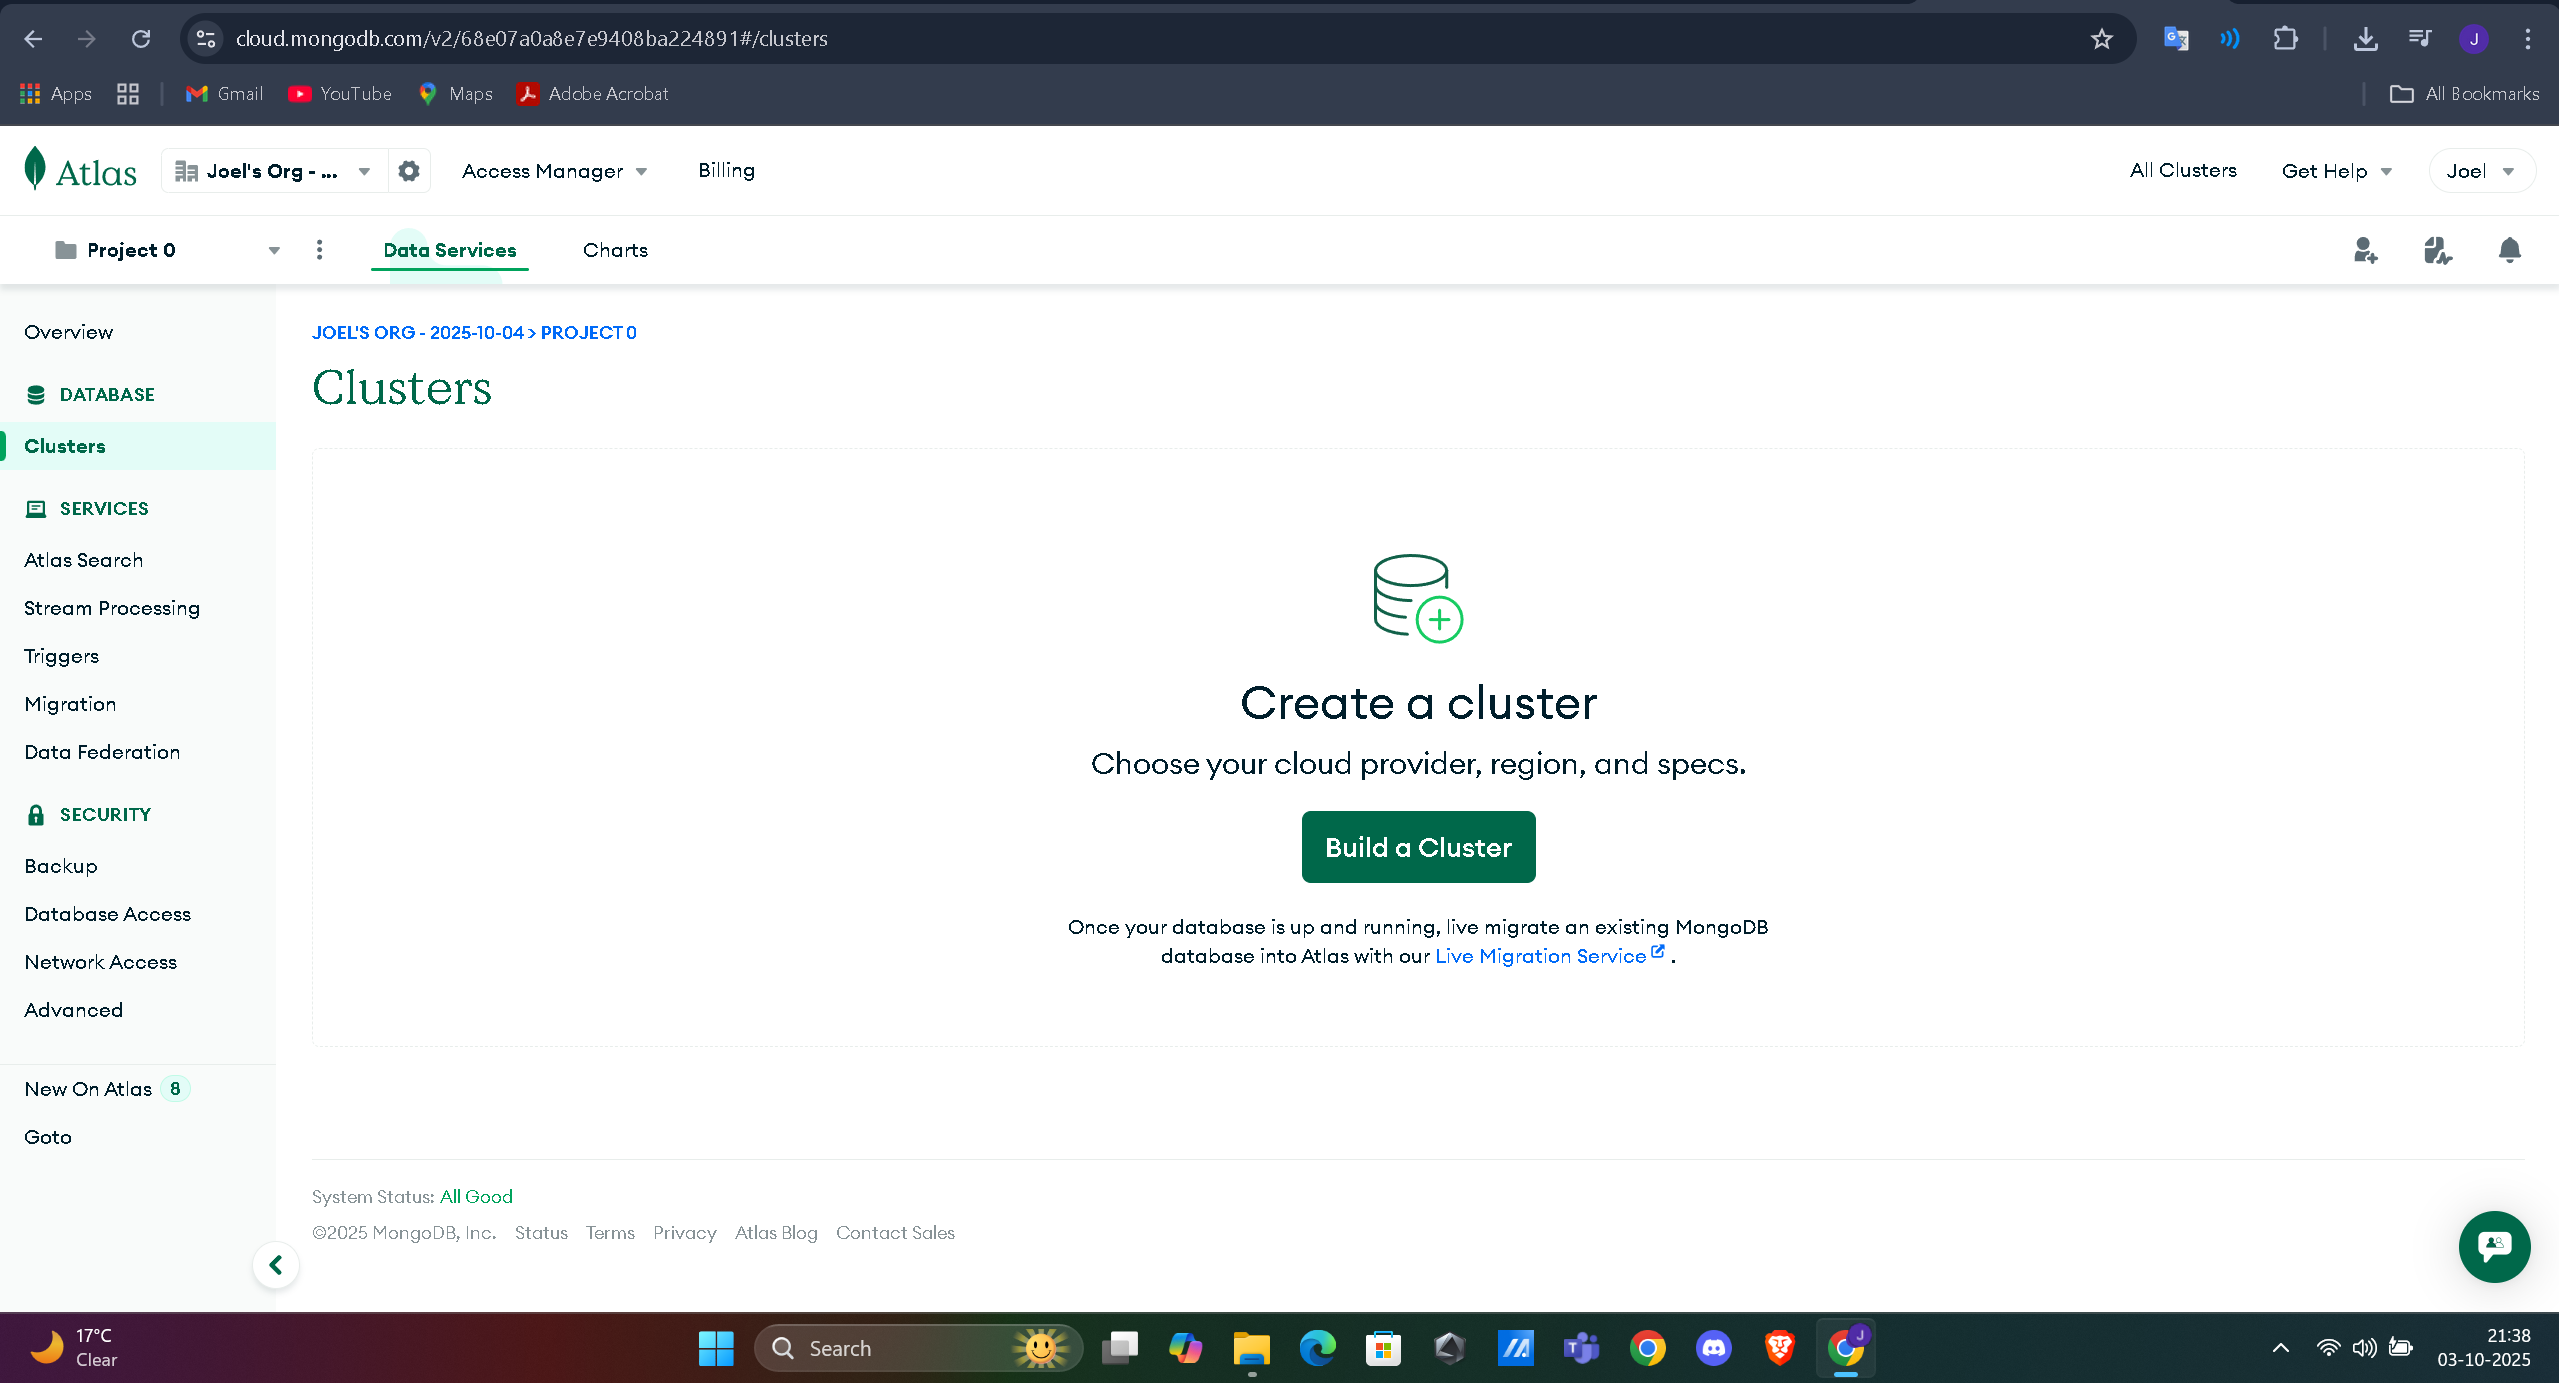 cloud.mongodb.com/v2/68e07a0a8e7e9408ba224891#/clusters
J
Apps
Gmail
YouTube
Maps
Adobe Acrobat
All Bookmarks
Atlas
Joel's Org - ...
Access Manager
Billing
All Clusters
Get Help
Joel
Project 0
Data Services
Charts
Overview
DATABASE
Clusters
SERVICES
Atlas Search
Stream Processing
Triggers
Migration
Data Federation
SECURITY
Backup
Database Access
Network Access
Advanced
New On Atlas 8
Goto
JOEL'S ORG - 2025-10-04 > PROJECT 0
Clusters
Create a cluster
Choose your cloud provider, region, and specs.
Build a Cluster
Once your database is up and running, live migrate an existing MongoDB
database into Atlas with our Live Migration Service .
System Status: All Good
©2025 MongoDB, Inc. Status Terms Privacy Atlas Blog Contact Sales
17°C
Clear
Search
J
21:38
03-10-2025